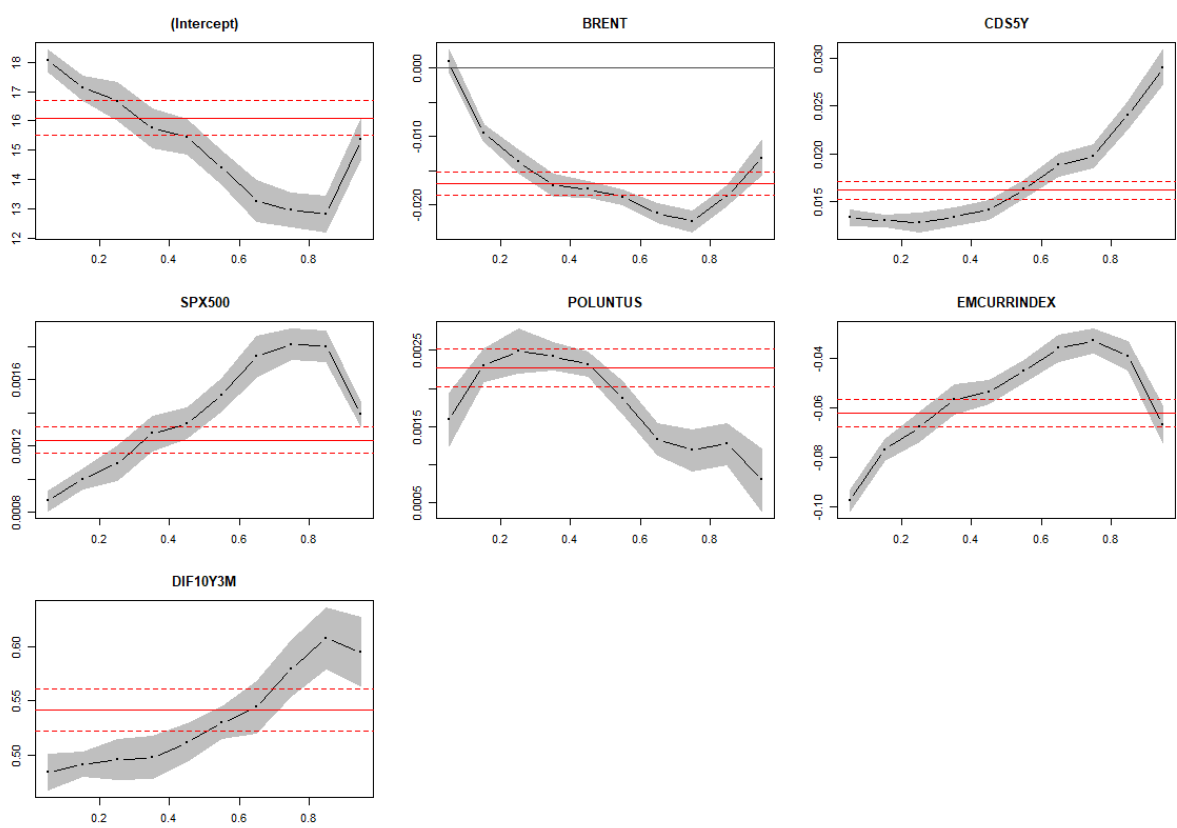 (Intercept)
BRENT
CDS5Y
12 13 14 15 16 17 18
-0.020 -0.010 0.000
0.015 0.020 0.025 0.030
0.2 0.4 0.6 0.8
0.2 0.4 0.6 0.8
0.2 0.4 0.6 0.8
SPX500
POLUNTUS
EMCURRINDEX
0.0008 0.0012 0.0016
0.0005 0.0015 0.0025
-0.10 -0.08 -0.06 -0.04
0.2 0.4 0.6 0.8
0.2 0.4 0.6 0.8
0.2 0.4 0.6 0.8
DIF10Y3M
0.50 0.55 0.60
0.2 0.4 0.6 0.8